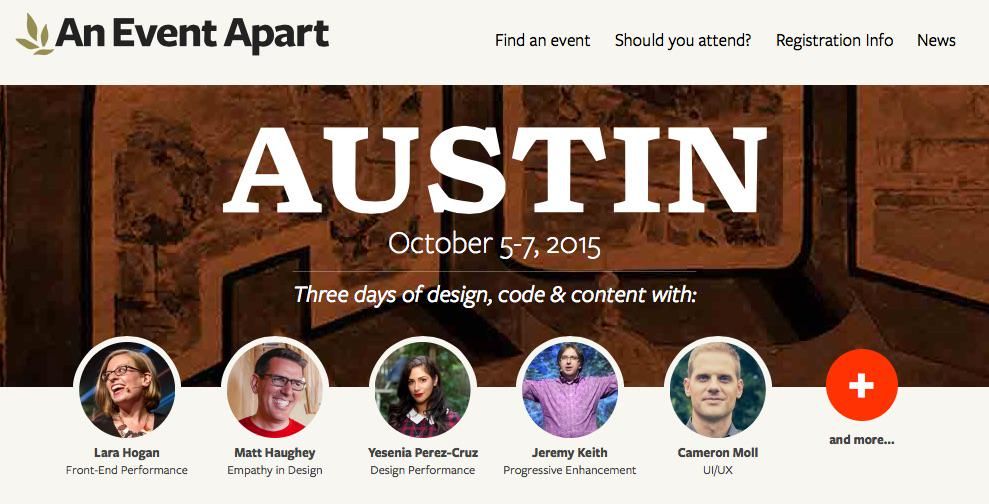 An Event Apart
Find an event Should you attend? Registration Info News
AUSTIN
October 5-7, 2015
Three days of design, code & content with:
Lara Hogan
Front-End Performance
Matt Haughey
Empathy in Design
Yesenia Perez-Cruz
Design Performance
Jeremy Keith
Progressive Enhancement
Cameron Moll
UI/UX
and more...